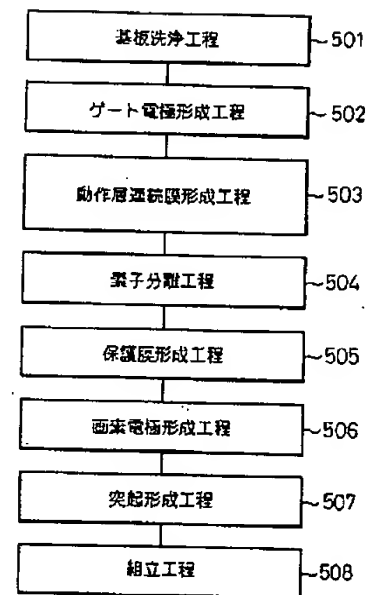 基板洗浄工程 501
ゲート電極形成工程 502
動作層連続膜形成工程 503
素子分離工程 504
保護膜形成工程 505
画素電極形成工程 506
突起形成工程 507
組立工程 508